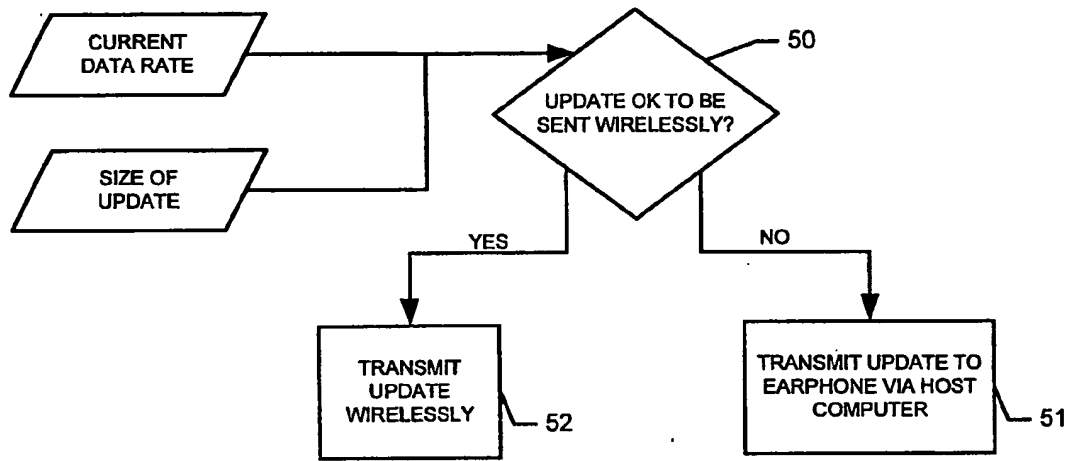 CURRENT
DATA RATE
50
UPDATE OK TO BE
SENT WIRELESSLY?
SIZE OF
UPDATE
YES
NO
TRANSMIT
UPDATE
WIRELESSLY
52
TRANSMIT UPDATE TO
EARPHONE VIA HOST
COMPUTER
51